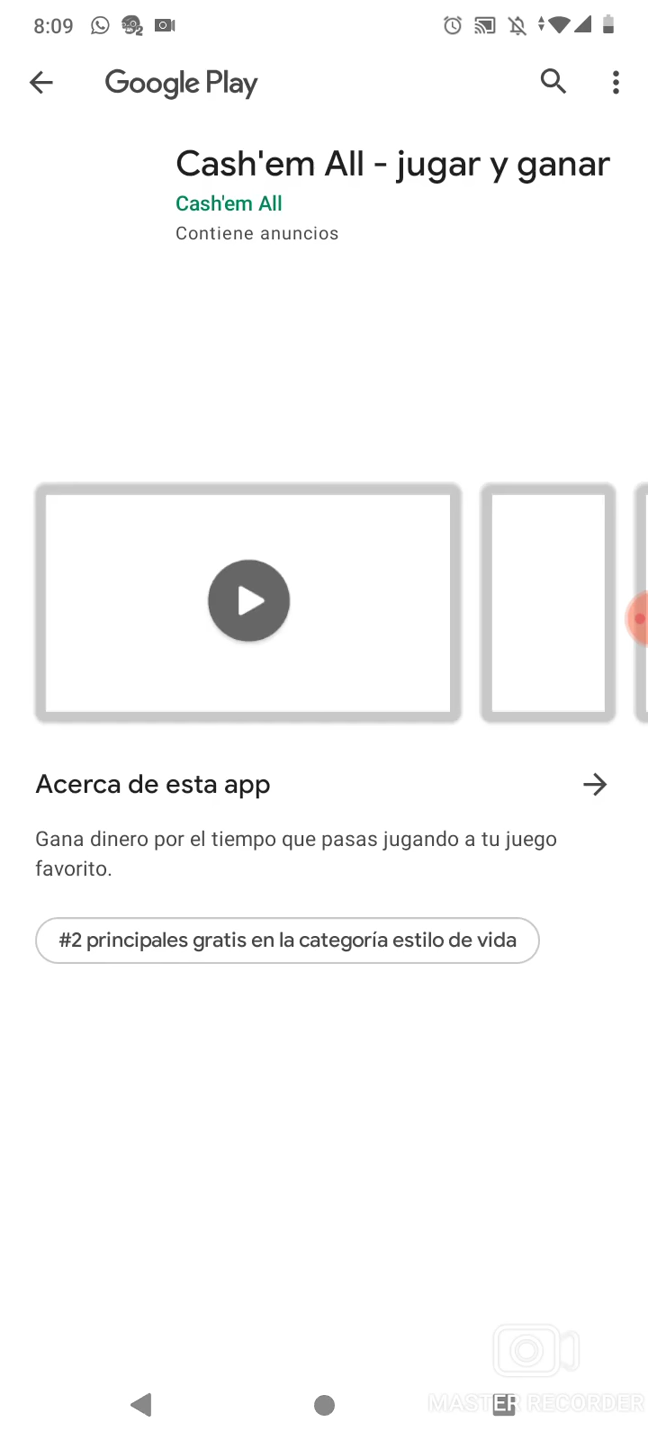 8:09
2
Google Play
Cash'em All - jugar y ganar
Cash'em All
Contiene anuncios
Acerca de esta app
Gana dinero por el tiempo que pasas jugando a tu juego
favorito.
#2 principales gratis en la categoría estilo de vida
MASTER RECORDER